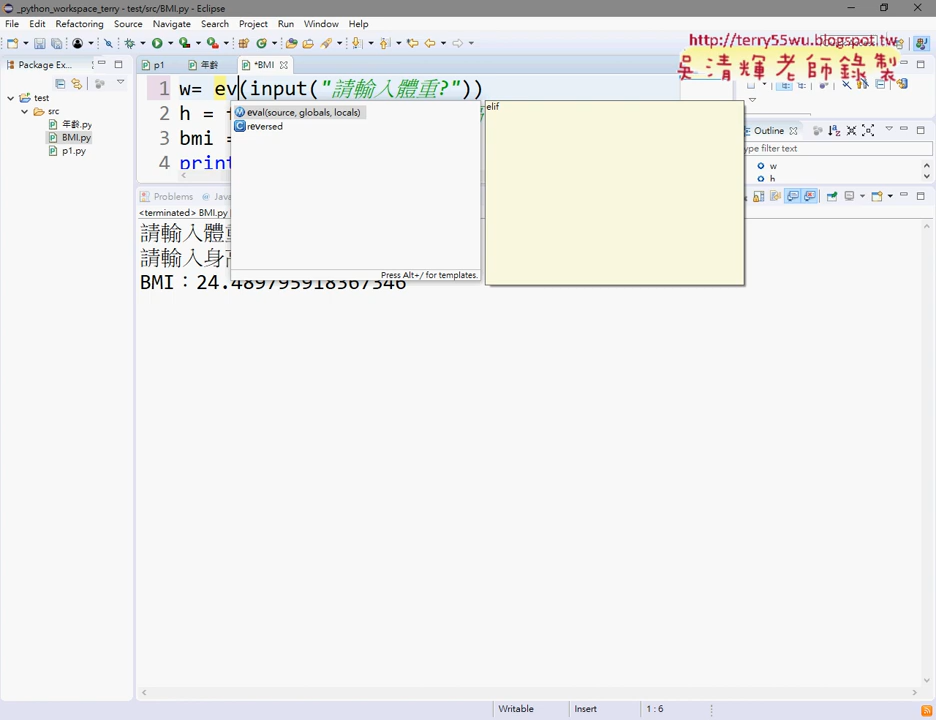 _python_workspace_terry - test/src/BMI.py - Eclipse
File Edit Refactoring Source Navigate Search Project Run Window Help
http://terry55wu.blogspot.tw
吳清輝老師錄製
Package Ex...
p1
年齡
*BMI
test
src
年齡.py
BMI.py
p1.py
1 w= ev(input("請輸入體重?"))
2 h =
3 bmi =
4 print
eval(source, globals, locals)
reversed
Press Alt+/ for templates.
elif
Outline
type filter text
w
h
Problems
<terminated> BMI.py
請輸入體重
請輸入身高
BMI：24.489795918367346
Writable Insert 1 : 6